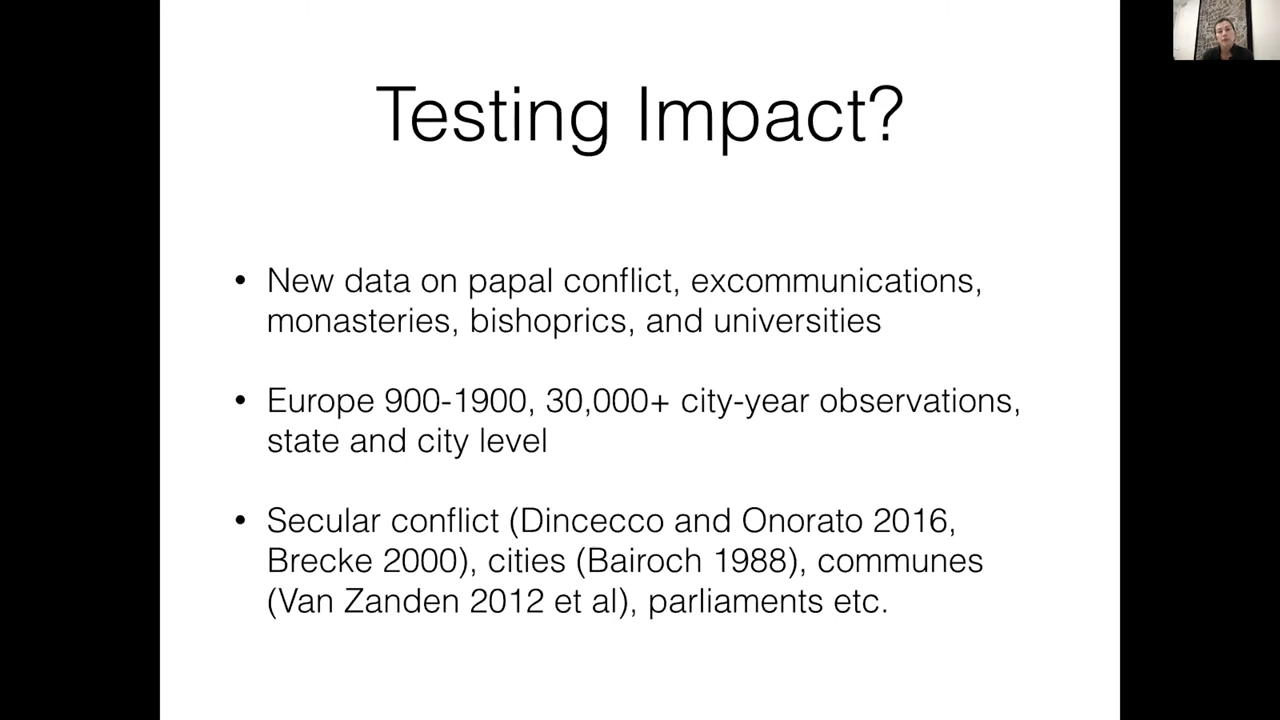 Testing Impact?
• New data on papal conflict, excommunications,
monasteries, bishoprics, and universities
• Europe 900-1900, 30,000+ city-year observations,
state and city level
• Secular conflict (Dincecco and Onorato 2016,
Brecke 2000), cities (Bairoch 1988), communes
(Van Zanden 2012 et al), parliaments etc.